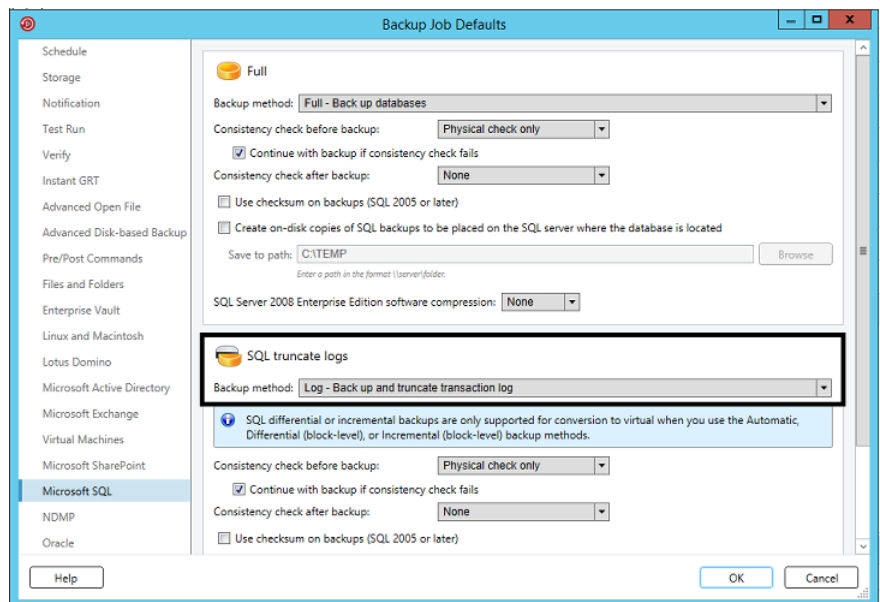 Backup Job Defaults
Schedule
Storage
Notification
Test Run
Verify
Instant GRT
Advanced Open File
Advanced Disk-based Backup
Pre/Post Commands
Files and Folders
Enterprise Vault
Linux and Macintosh
Lotus Domino
Microsoft Active Directory
Microsoft Exchange
Virtual Machines
Microsoft SharePoint
Microsoft SQL
NDMP
Oracle
Full
Backup method: Full - Back up databases
Consistency check before backup: Physical check only
Continue with backup if consistency check fails
Consistency check after backup: None
Use checksum on backups (SQL 2005 or later)
Create on-disk copies of SQL backups to be placed on the SQL server where the database is located
Save to path: C:\TEMP Browse
Enter a path in the format \\server\folder.
SQL Server 2008 Enterprise Edition software compression: None
SQL truncate logs
Backup method: Log - Back up and truncate transaction log
SQL differential or incremental backups are only supported for conversion to virtual when you use the Automatic,
Differential (block-level), or Incremental (block-level) backup methods.
Consistency check before backup: Physical check only
Continue with backup if consistency check fails
Consistency check after backup: None
Use checksum on backups (SQL 2005 or later)
Help OK Cancel